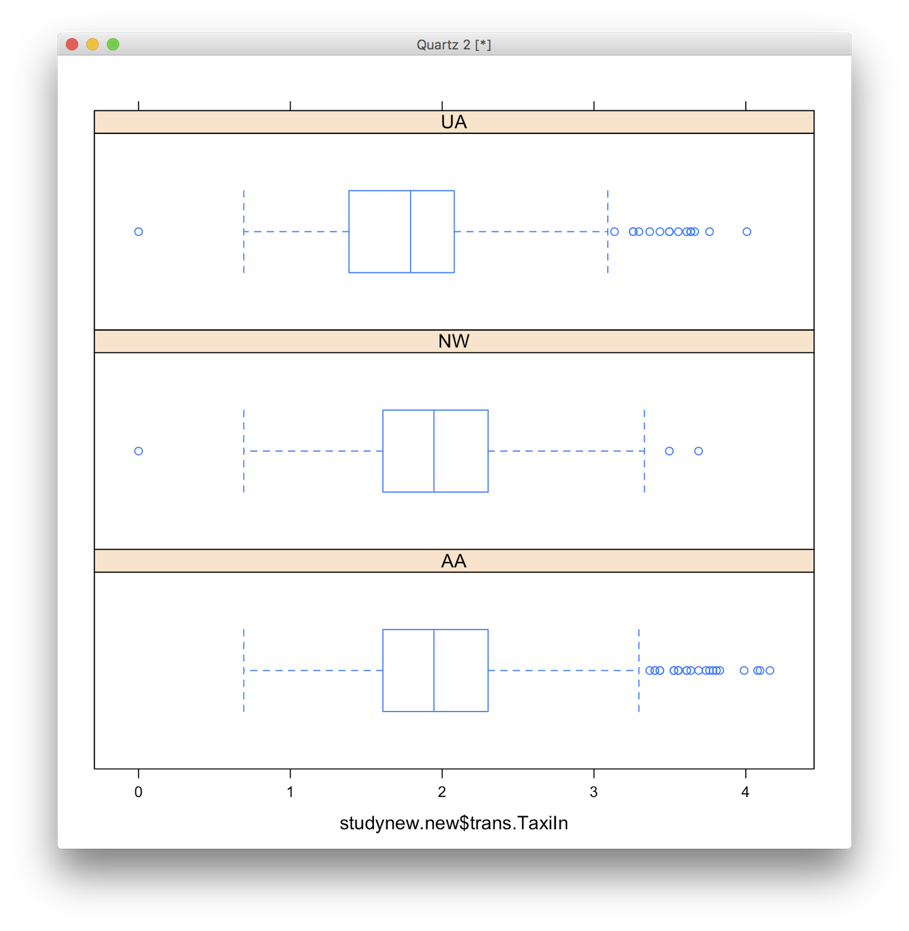 Quartz 2 [*]
UA
NW
AA
0 1 2 3 4
studynew.new$trans.TaxiIn